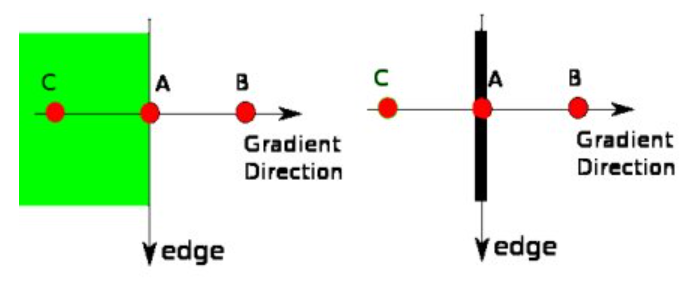 C A B
Gradient
Direction
edge
C A B
Gradient
Direction
edge